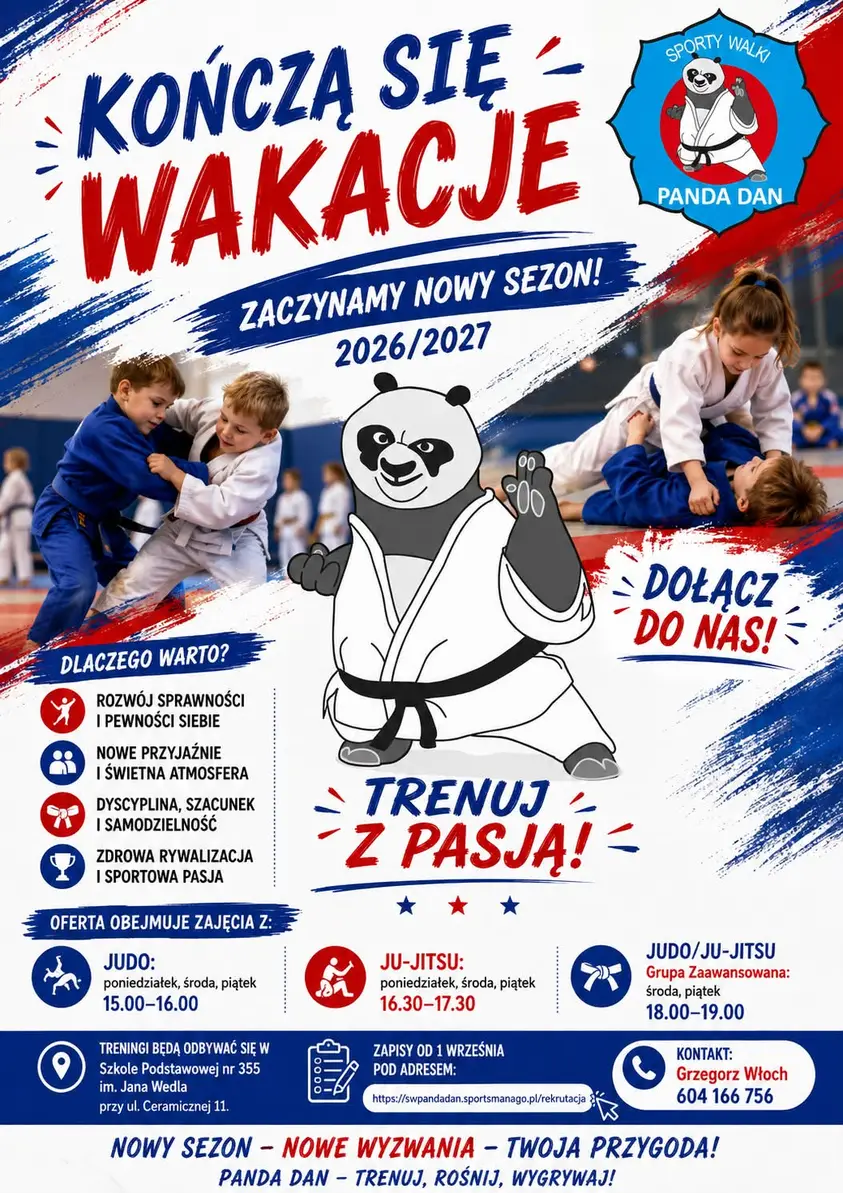 KOŃCZĄ SIĘ
WAKACJE
SPORTY WALKI
PANDA DAN
ZACZYNAMY NOWY SEZON!
2026/2027
DOŁĄCZ
DO NAS!
DLACZEGO WARTO?
ROZWÓJ SPRAWNOŚCI
I PEWNOŚCI SIEBIE
NOWE PRZYJAŹNIE
I ŚWIETNA ATMOSFERA
DYSCYPLINA, SZACUNEK
I SAMODZIELNOŚĆ
ZDROWA RYWALIZACJA
I SPORTOWA PASJA
TRENUJ
Z PASJĄ!
OFERTA OBEJMUJE ZAJĘCIA Z:
JUDO:
poniedziałek, środa, piątek
15.00–16.00
JU-JITSU:
poniedziałek, środa, piątek
16.30–17.30
JUDO/JU-JITSU
Grupa Zaawansowana:
środa, piątek
18.00–19.00
TRENINGI BĘDĄ ODBYWAĆ SIĘ W
Szkole Podstawowej nr 355
im. Jana Wedla
przy ul. Ceramicznej 11.
ZAPISY OD 1 WRZEŚNIA
POD ADRESEM:
https://swpandadan.sportsmanago.pl/rekrutacja
KONTAKT:
Grzegorz Włoch
604 166 756
NOWY SEZON – NOWE WYZWANIA – TWOJA PRZYGODA!
PANDA DAN – TRENUJ, ROŚNIJ, WYGRYWAJ!